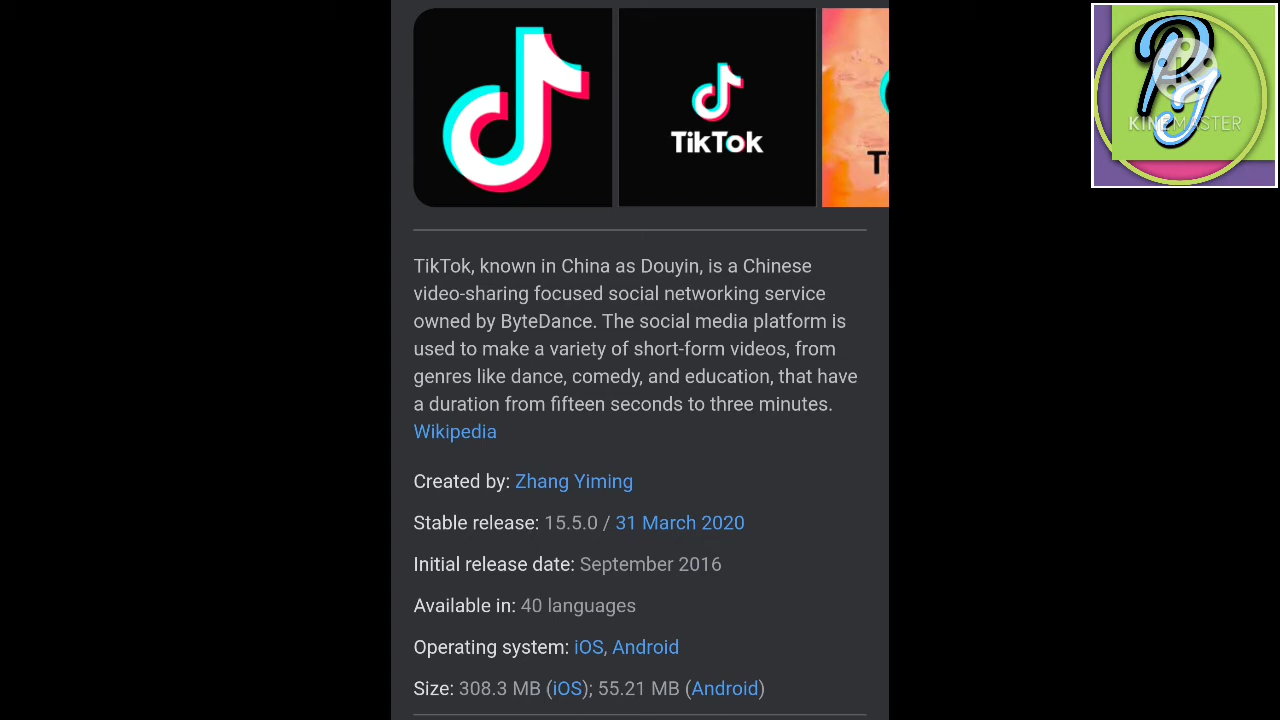 TikTok
KINEMASTER
TikTok, known in China as Douyin, is a Chinese
video-sharing focused social networking service
owned by ByteDance. The social media platform is
used to make a variety of short-form videos, from
genres like dance, comedy, and education, that have
a duration from fifteen seconds to three minutes.
Wikipedia
Created by: Zhang Yiming
Stable release: 15.5.0 / 31 March 2020
Initial release date: September 2016
Available in: 40 languages
Operating system: iOS, Android
Size: 308.3 MB (iOS); 55.21 MB (Android)